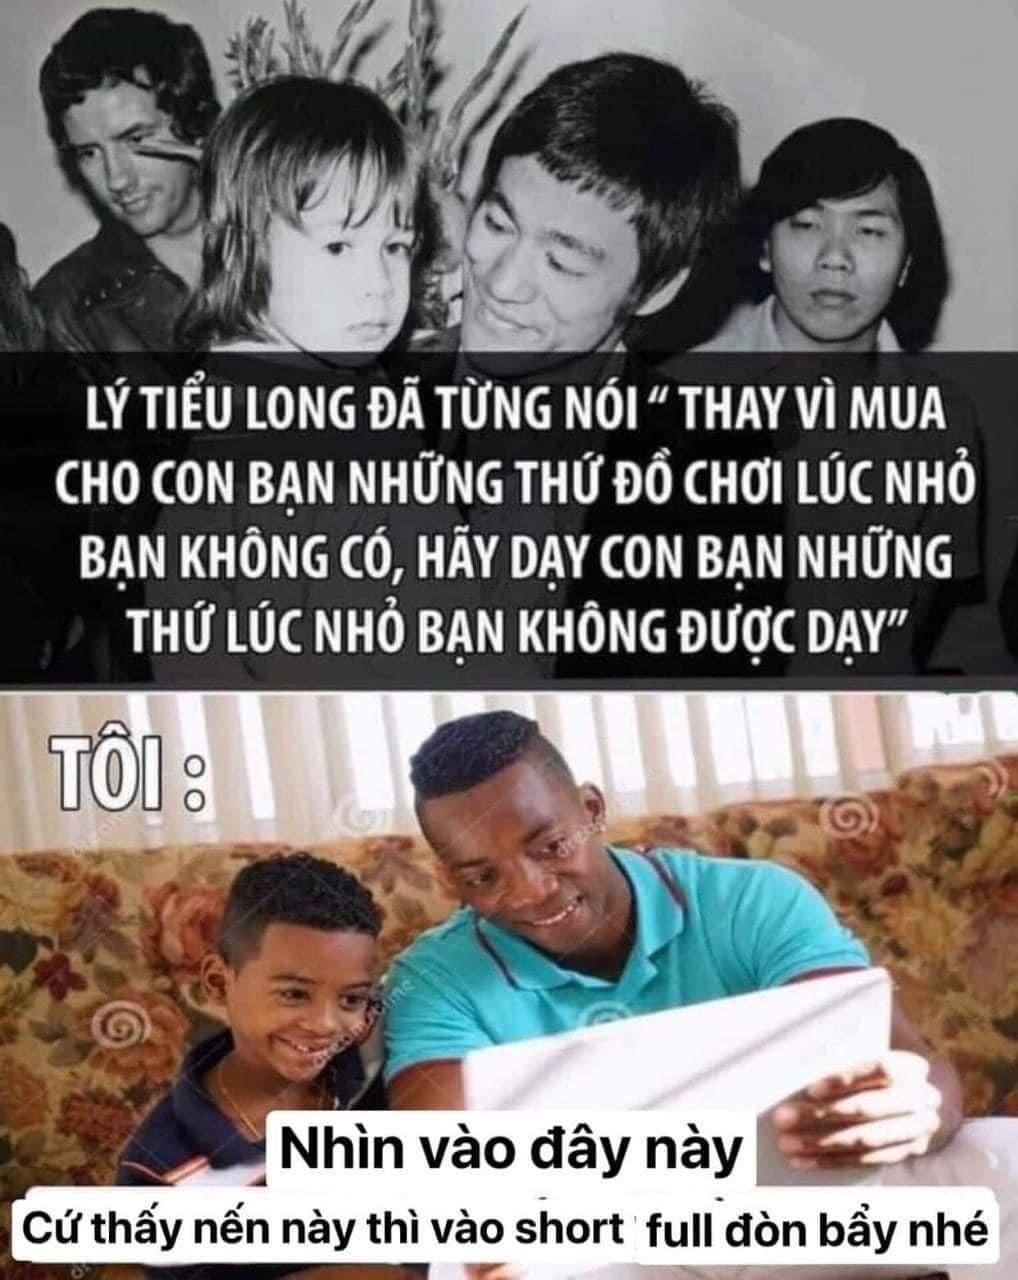 LÝ TIỂU LONG ĐÃ TỪNG NÓI “ THAY VÌ MUA
CHO CON BẠN NHỮNG THỨ ĐỒ CHƠI LÚC NHỎ
BẠN KHÔNG CÓ, HÃY DẠY CON BẠN NHỮNG
THỨ LÚC NHỎ BẠN KHÔNG ĐƯỢC DẠY”
TÔI :
Nhìn vào đây này
Cứ thấy nến này thì vào short full đòn bẩy nhé